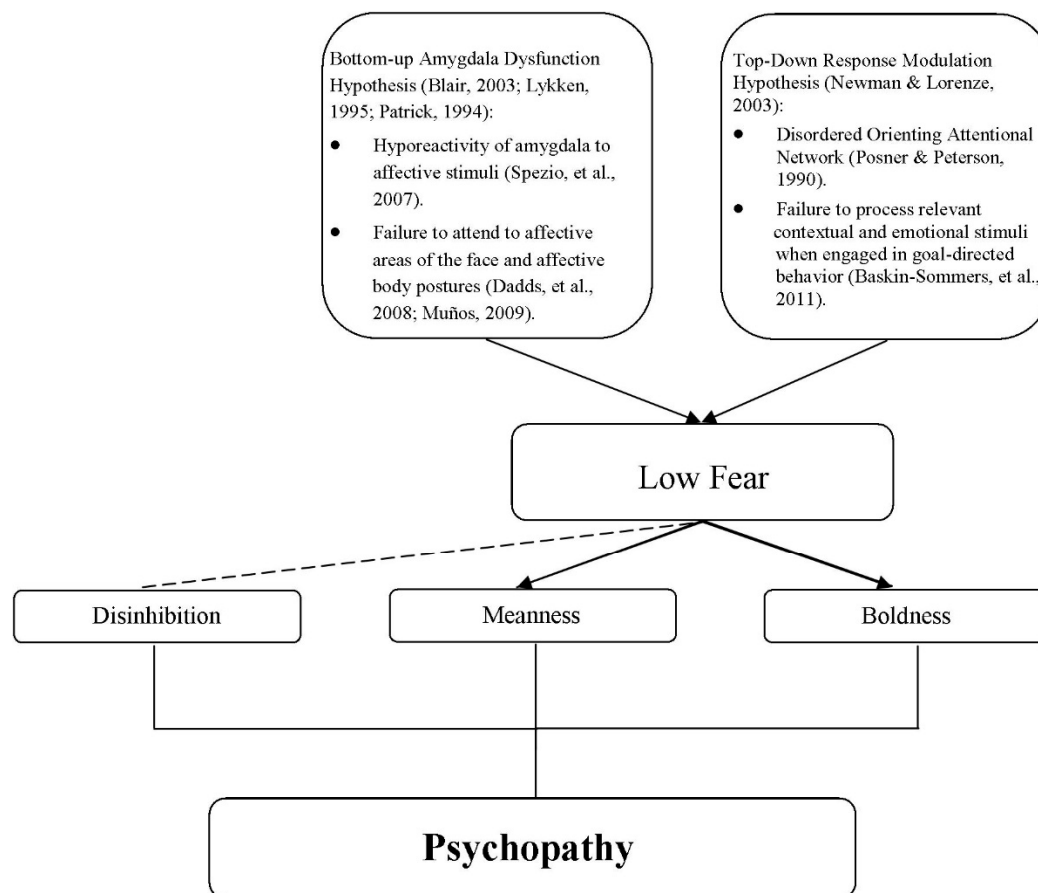 Bottom-up Amygdala Dysfunction
Hypothesis (Blair, 2003; Lykken,
1995; Patrick, 1994):
● Hyporeactivity of amygdala to
affective stimuli (Spezio, et al.,
2007).
● Failure to attend to affective
areas of the face and affective
body postures (Dadds, et al.,
2008; Muños, 2009).
Top-Down Response Modulation
Hypothesis (Newman & Lorenze,
2003):
● Disordered Orienting Attentional
Network (Posner & Peterson,
1990).
● Failure to process relevant
contextual and emotional stimuli
when engaged in goal-directed
behavior (Baskin-Sommers, et al.,
2011).
Low Fear
Disinhibition
Meanness
Boldness
Psychopathy